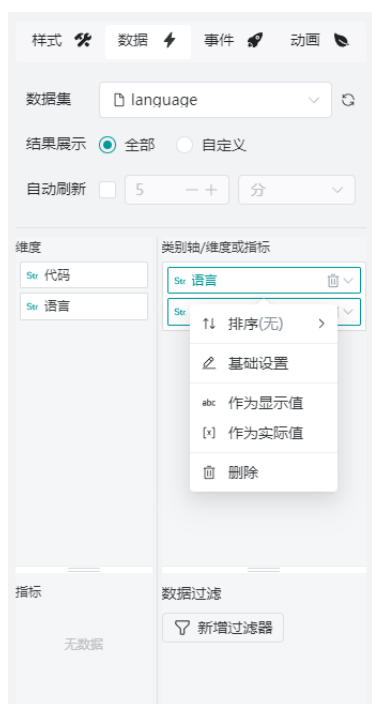 样式 数据 事件 动画
数据集 language
结果展示 全部 自定义
自动刷新 5 分
维度
Str 代码
Str 语言
类别轴/维度或指标
Str 语言
Str
排序(无)
基础设置
abc 作为显示值
[x] 作为实际值
删除
指标
无数据
数据过滤
新增过滤器